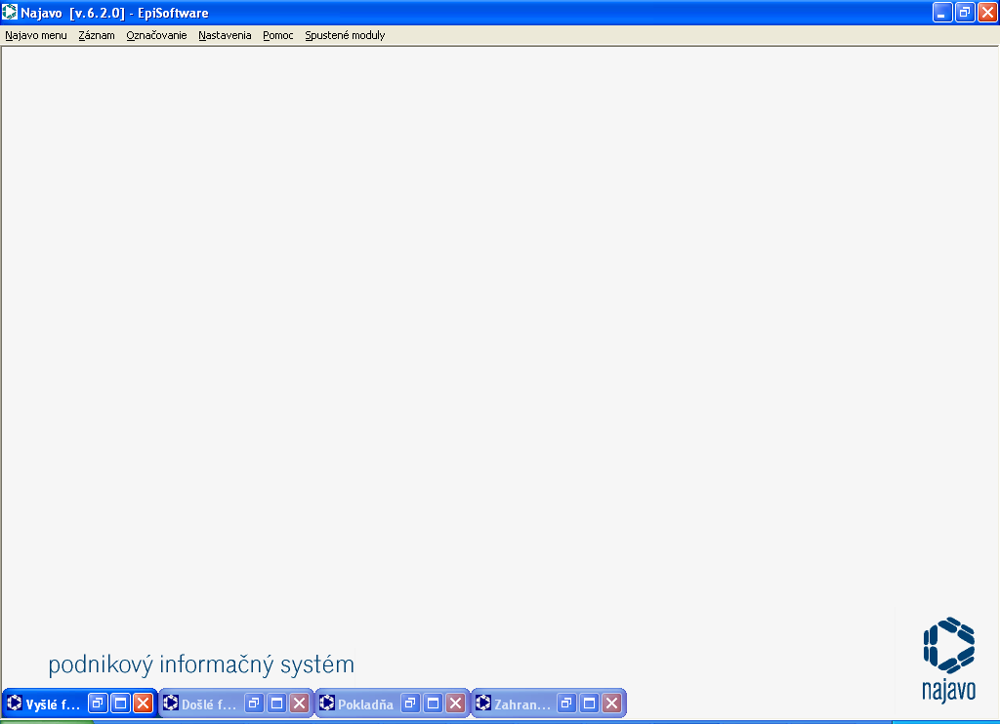 Najavo [v.6.2.0] - EpiSoftware
Najavo menu Záznam Označovanie Nastavenia Pomoc Spustené moduly
podnikový informačný systém
najavo
Vyšlé f... Došlé f... Pokladňa Zahran...